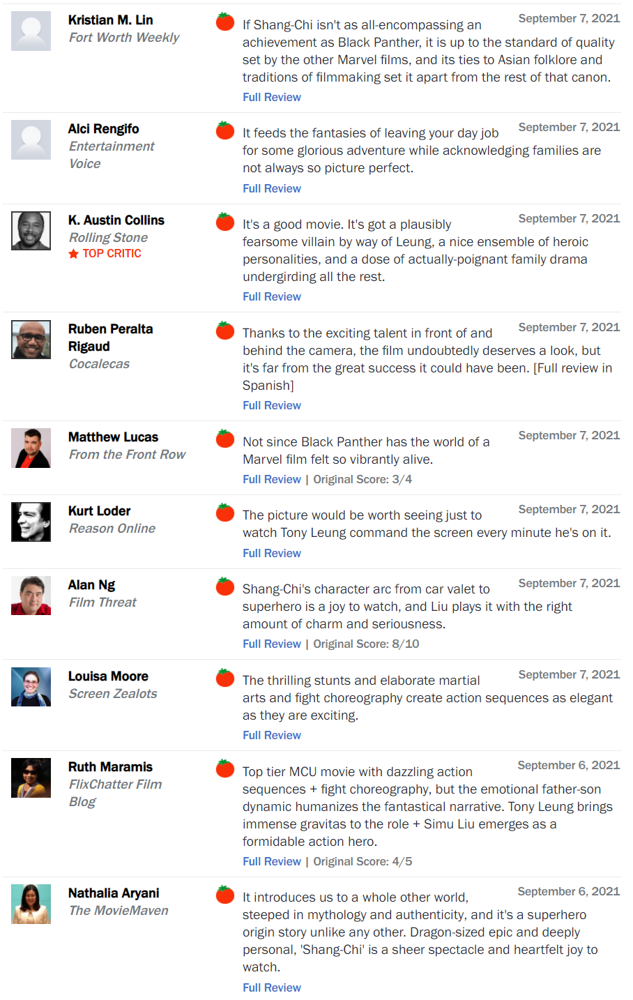 Kristian M. Lin
Fort Worth Weekly
September 7, 2021
If Shang-Chi isn't as all-encompassing an
achievement as Black Panther, it is up to the standard of quality
set by the other Marvel films, and its ties to Asian folklore and
traditions of filmmaking set it apart from the rest of that canon.
Full Review
Alci Rengifo
Entertainment
Voice
September 7, 2021
It feeds the fantasies of leaving your day job
for some glorious adventure while acknowledging families are
not always so picture perfect.
Full Review
K. Austin Collins
Rolling Stone
TOP CRITIC
September 7, 2021
It's a good movie. It's got a plausibly
fearsome villain by way of Leung, a nice ensemble of heroic
personalities, and a dose of actually-poignant family drama
undergirding all the rest.
Full Review
Ruben Peralta
Rigaud
Cocalecas
September 7, 2021
Thanks to the exciting talent in front of and
behind the camera, the film undoubtedly deserves a look, but
it's far from the great success it could have been. [Full review in
Spanish]
Full Review
Matthew Lucas
From the Front Row
September 7, 2021
Not since Black Panther has the world of a
Marvel film felt so vibrantly alive.
Full Review | Original Score: 3/4
Kurt Loder
Reason Online
September 7, 2021
The picture would be worth seeing just to
watch Tony Leung command the screen every minute he's on it.
Full Review
Alan Ng
Film Threat
September 7, 2021
Shang-Chi's character arc from car valet to
superhero is a joy to watch, and Liu plays it with the right
amount of charm and seriousness.
Full Review | Original Score: 8/10
Louisa Moore
Screen Zealots
September 7, 2021
The thrilling stunts and elaborate martial
arts and fight choreography create action sequences as elegant
as they are exciting.
Full Review
Ruth Maramis
FlixChatter Film
Blog
September 6, 2021
Top tier MCU movie with dazzling action
sequences + fight choreography, but the emotional father-son
dynamic humanizes the fantastical narrative. Tony Leung brings
immense gravitas to the role + Simu Liu emerges as a
formidable action hero.
Full Review | Original Score: 4/5
Nathalia Aryani
The MovieMaven
September 6, 2021
It introduces us to a whole other world,
steeped in mythology and authenticity, and it's a superhero
origin story unlike any other. Dragon-sized epic and deeply
personal, 'Shang-Chi' is a sheer spectacle and heartfelt joy to
watch.
Full Review